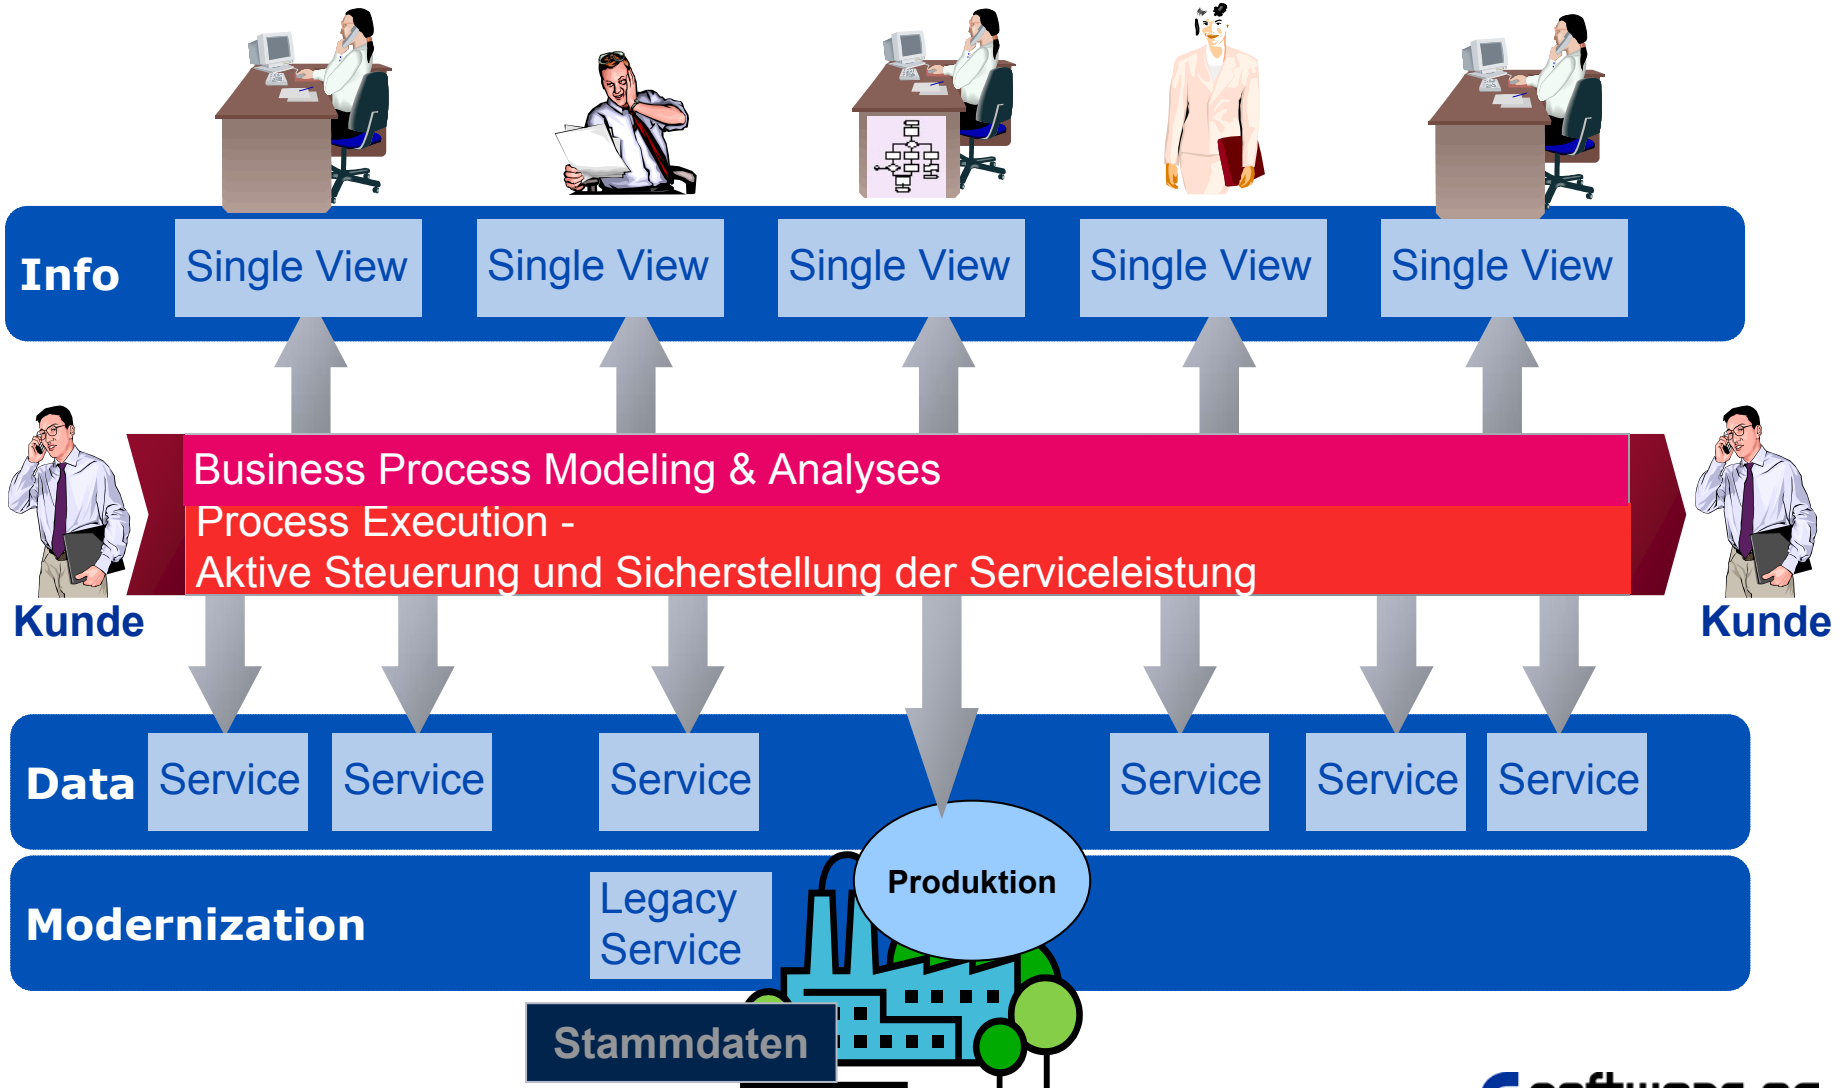 Info
Single View
Single View
Single View
Single View
Single View
Business Process Modeling & Analyses
Process Execution -
Aktive Steuerung und Sicherstellung der Serviceleistung
Kunde
Kunde
Data
Service
Service
Service
Service
Service
Service
Produktion
Modernization
Legacy
Service
Stammdaten